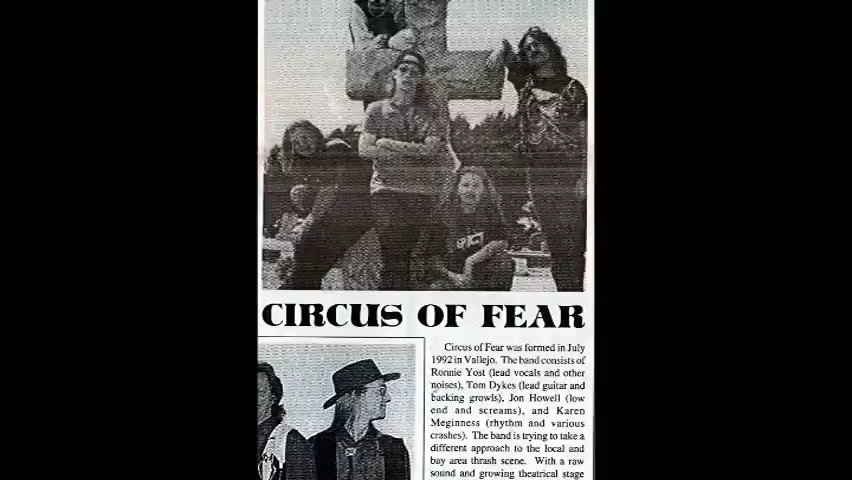 CIRCUS OF FEAR
Circus of Fear was formed in July
1992 in Vallejo. The band consists of
Ronnie Yost (lead vocals and other
noises), Tom Dykes (lead guitar and
backing growls), Jon Howell (low
end and screams), and Karen
Meginness (rhythm and various
crashes). The band is trying to take a
different approach to the local and
bay area thrash scene. With a raw
sound and growing theatrical stage